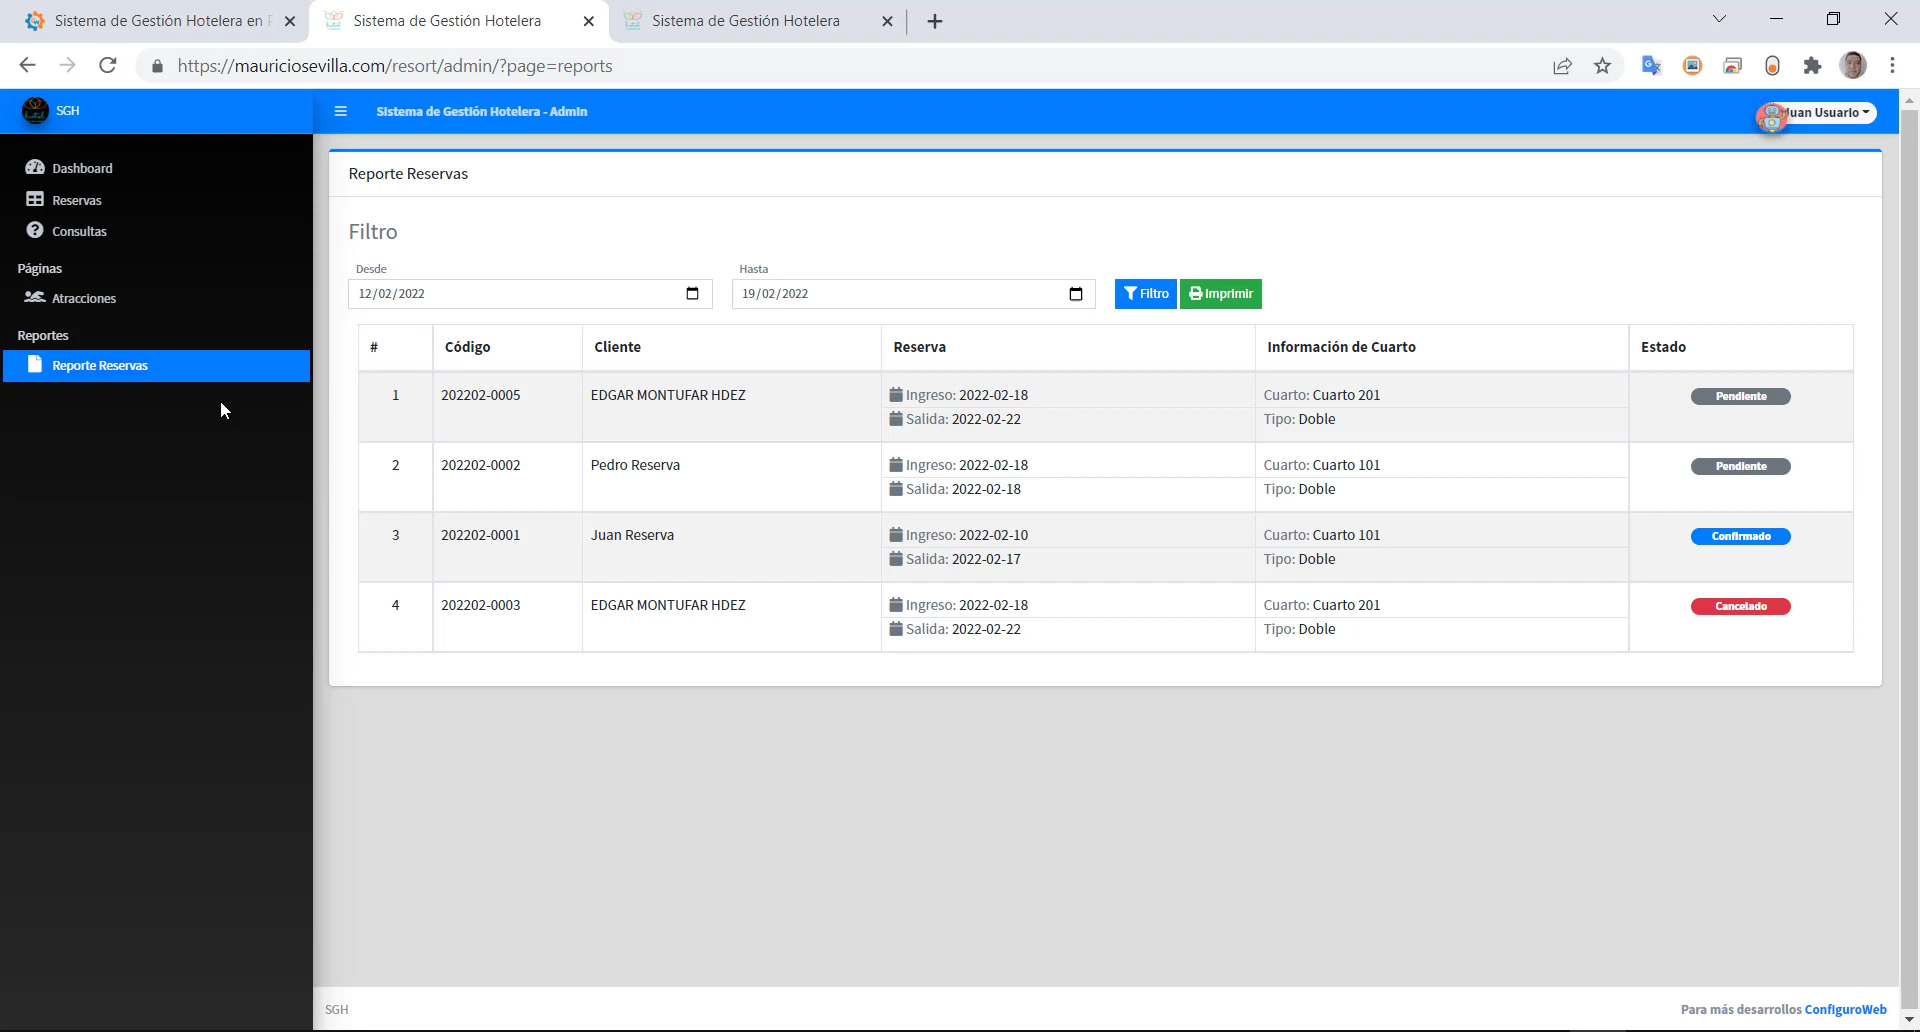 Sistema de Gestión Hotelera en
Sistema de Gestión Hotelera
Sistema de Gestión Hotelera
https://mauriciosevilla.com/resort/admin/?page=reports
SGH
Sistema de Gestión Hotelera - Admin
Juan Usuario
Dashboard
Reservas
Consultas
Páginas
Atracciones
Reportes
Reporte Reservas
Reporte Reservas
Filtro
Desde
Hasta
12/02/2022
19/02/2022
Filtro
Imprimir
# Código Cliente Reserva Información de Cuarto Estado
1 202202-0005 EDGAR MONTUFAR HDEZ Ingreso: 2022-02-18 Cuarto: Cuarto 201 Pendiente
Salida: 2022-02-22 Tipo: Doble
2 202202-0002 Pedro Reserva Ingreso: 2022-02-18 Cuarto: Cuarto 101 Pendiente
Salida: 2022-02-18 Tipo: Doble
3 202202-0001 Juan Reserva Ingreso: 2022-02-10 Cuarto: Cuarto 101 Confirmado
Salida: 2022-02-17 Tipo: Doble
4 202202-0003 EDGAR MONTUFAR HDEZ Ingreso: 2022-02-18 Cuarto: Cuarto 201 Cancelado
Salida: 2022-02-22 Tipo: Doble
SGH
Para más desarrollos ConfiguroWeb